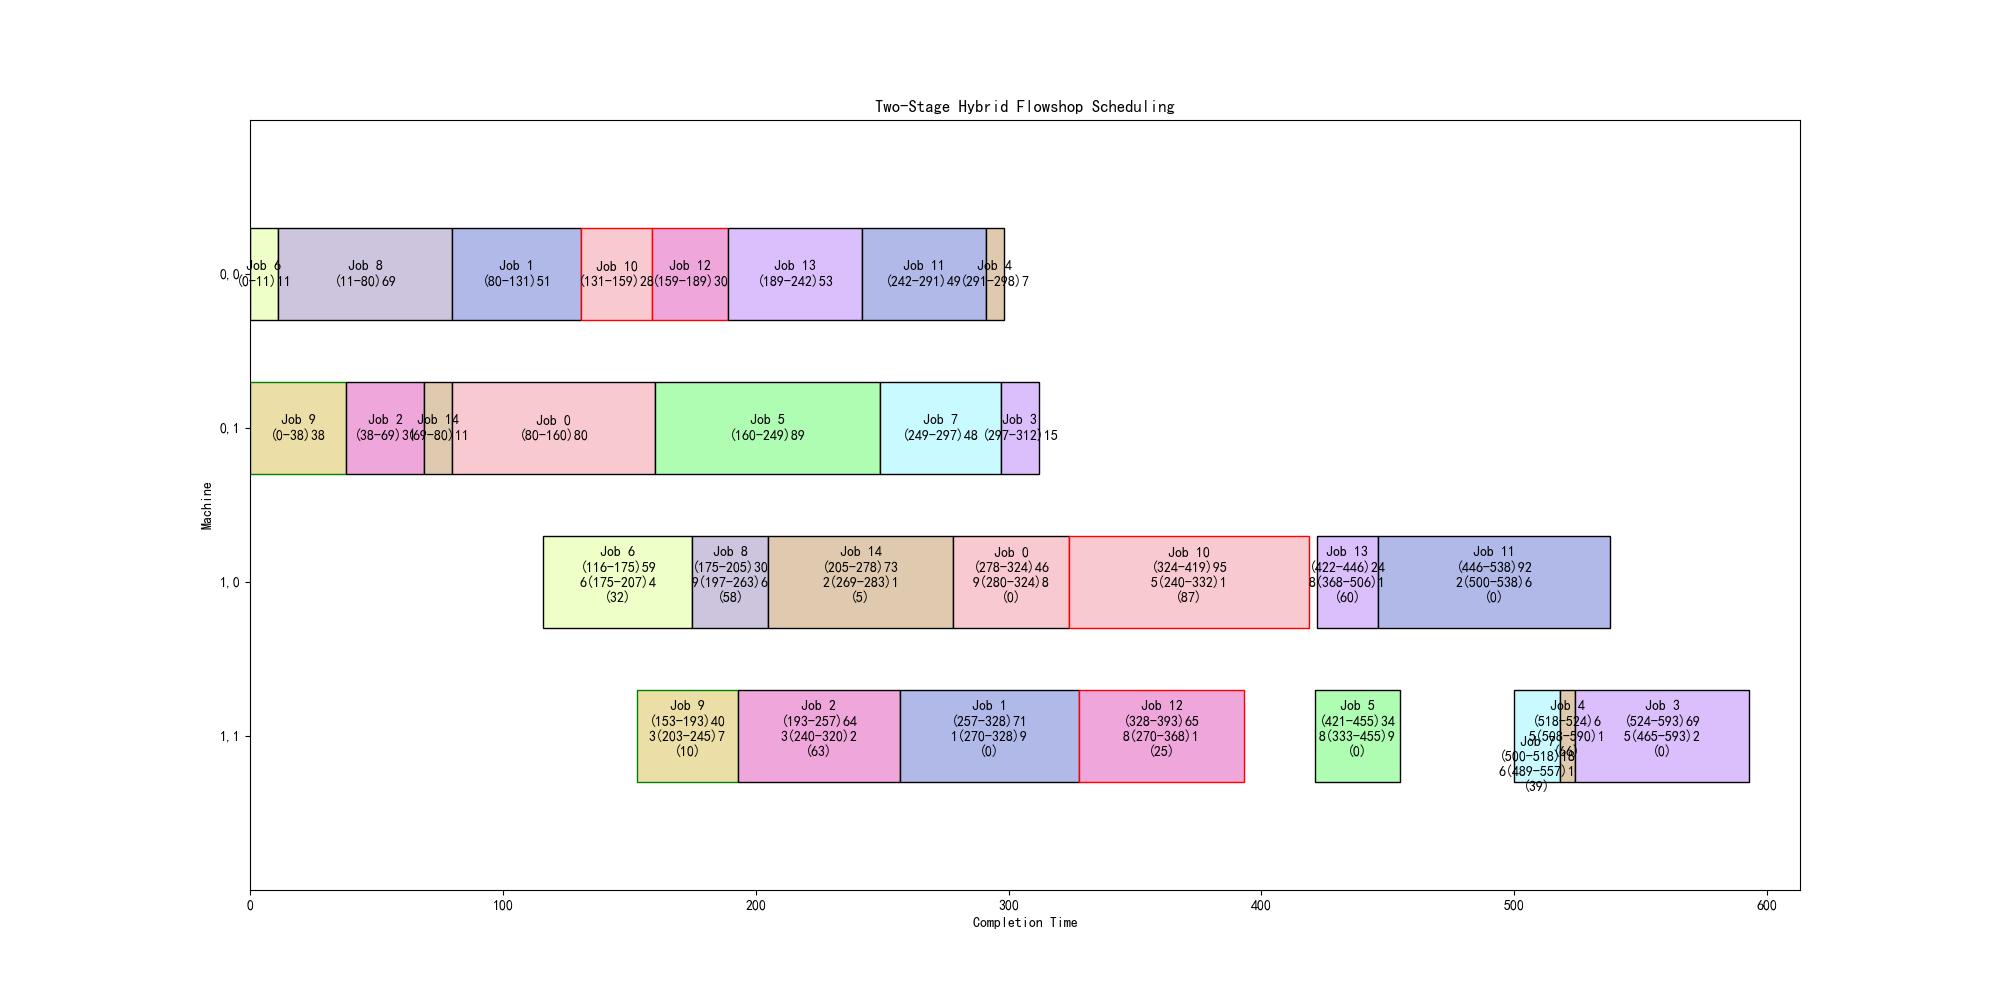 Two-Stage Hybrid Flowshop Scheduling
Machine
0,0
Job 6
(0-11)11
Job 8
(11-80)69
Job 1
(80-131)51
Job 10
(131-159)28
Job 12
(159-189)30
Job 13
(189-242)53
Job 11
(242-291)49
Job 4
(291-298)7
0,1
Job 9
(0-38)38
Job 2
(38-69)31
Job 14
(69-80)11
Job 0
(80-160)80
Job 5
(160-249)89
Job 7
(249-297)48
Job 3
(297-312)15
1,0
Job 6
(116-175)59
6(175-207)4
(32)
Job 8
(175-205)30
9(197-263)6
(58)
Job 14
(205-278)73
2(269-283)1
(5)
Job 0
(278-324)46
9(280-324)8
(0)
Job 10
(324-419)95
5(240-332)1
(87)
Job 13
(422-446)24
8(368-506)1
(60)
Job 11
(446-538)92
2(500-538)6
(0)
1,1
Job 9
(153-193)40
3(203-245)7
(10)
Job 2
(193-257)64
3(240-320)2
(63)
Job 1
(257-328)71
1(270-328)9
(0)
Job 12
(328-393)65
8(270-368)1
(25)
Job 5
(421-455)34
8(333-455)9
(0)
Job 7
(500-518)18
6(489-557)1
(39)
Job 4
(518-524)6
5(508-590)1
(66)
Job 3
(524-593)69
5(465-593)2
(0)
0
100
200
300
400
500
600
Completion Time